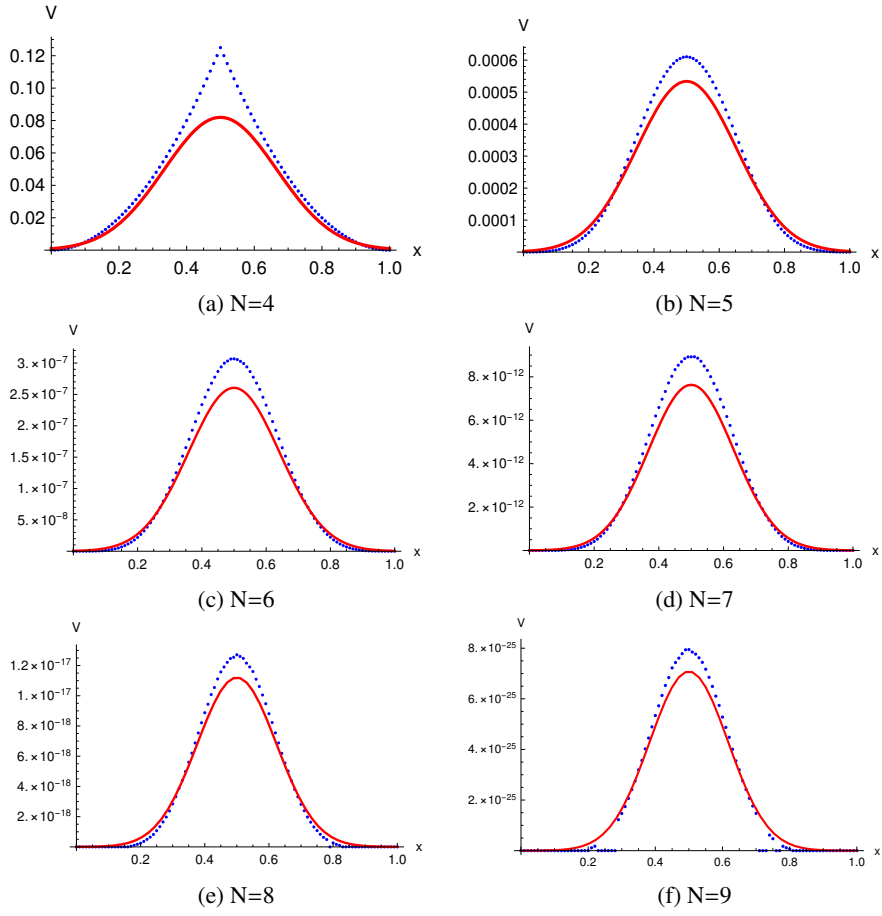 V
0.12
0.10
0.08
0.06
0.04
0.02
0.2 0.4 0.6 0.8 1.0 x
(a) N=4
V
0.0006
0.0005
0.0004
0.0003
0.0002
0.0001
0.2 0.4 0.6 0.8 1.0 x
(b) N=5
V
3.×10⁻⁷
2.5×10⁻⁷
2.×10⁻⁷
1.5×10⁻⁷
1.×10⁻⁷
5.×10⁻⁸
0.2 0.4 0.6 0.8 1.0 x
(c) N=6
V
8.×10⁻¹²
6.×10⁻¹²
4.×10⁻¹²
2.×10⁻¹²
0.2 0.4 0.6 0.8 1.0 x
(d) N=7
V
1.2×10⁻¹⁷
1.×10⁻¹⁷
8.×10⁻¹⁸
6.×10⁻¹⁸
4.×10⁻¹⁸
2.×10⁻¹⁸
0.2 0.4 0.6 0.8 1.0 x
(e) N=8
V
8.×10⁻²⁵
6.×10⁻²⁵
4.×10⁻²⁵
2.×10⁻²⁵
0.2 0.4 0.6 0.8 1.0 x
(f) N=9